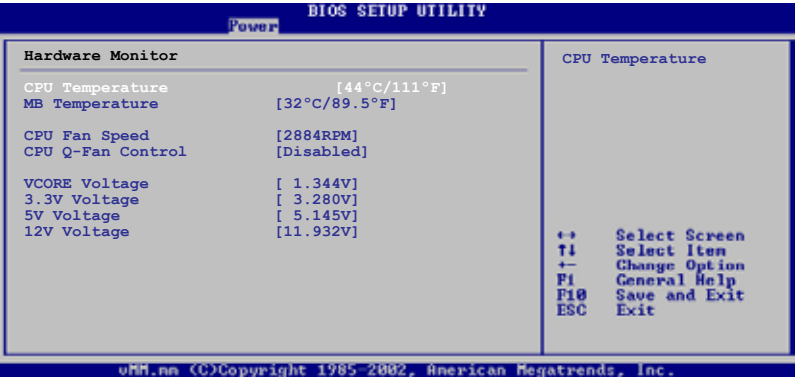 BIOS SETUP UTILITY
Power
Hardware Monitor
CPU Temperature [44°C/111°F]
MB Temperature [32°C/89.5°F]
CPU Fan Speed [2884RPM]
CPU Q-Fan Control [Disabled]
VCORE Voltage [ 1.344V]
3.3V Voltage [ 3.280V]
5V Voltage [ 5.145V]
12V Voltage [11.932V]
CPU Temperature
↔ Select Screen
↑↓ Select Item
+- Change Option
F1 General Help
F10 Save and Exit
ESC Exit
vMM.nn (C)Copyright 1985-2002, American Megatrends, Inc.